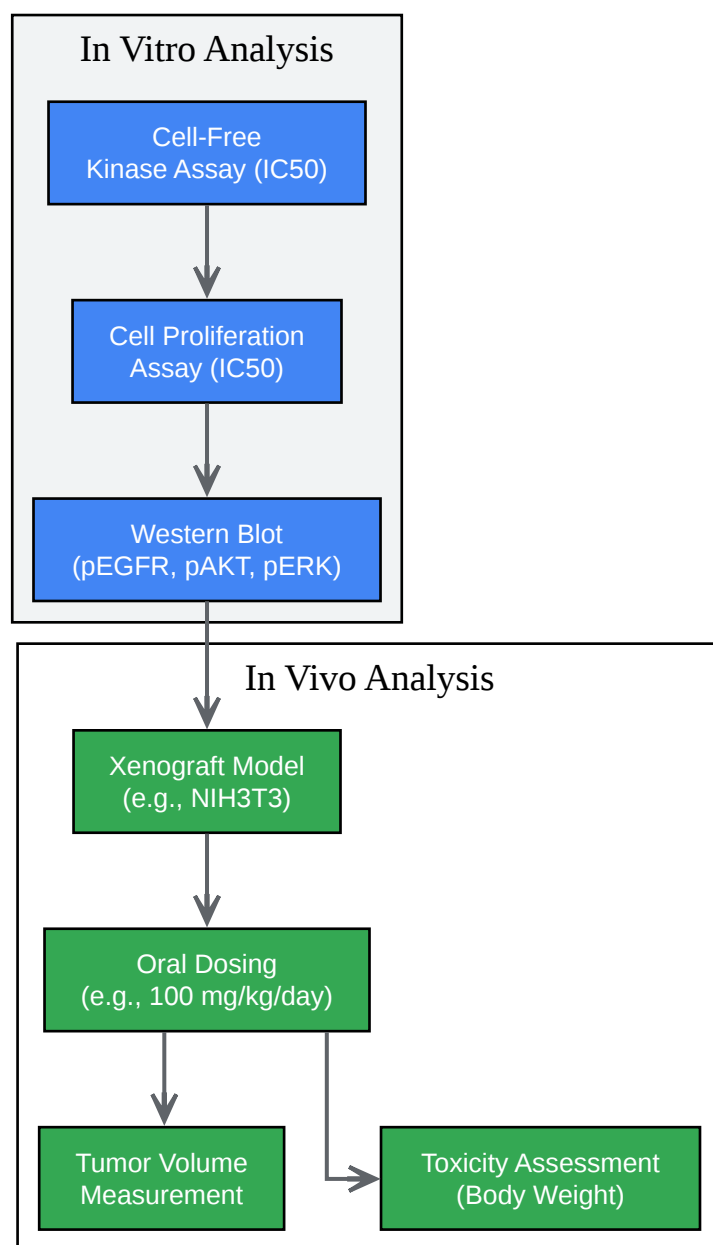 In Vitro Analysis
Cell-Free
Kinase Assay (IC50)
Cell Proliferation
Assay (IC50)
Western Blot
(pEGFR, pAKT, pERK)
In Vivo Analysis
Xenograft Model
(e.g., NIH3T3)
Oral Dosing
(e.g., 100 mg/kg/day)
Tumor Volume
Measurement
Toxicity Assessment
(Body Weight)